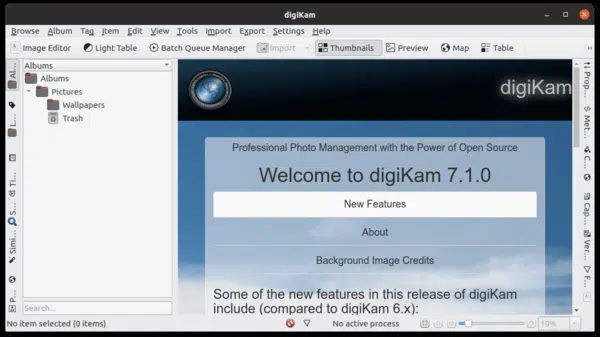 digiKam
Browse Album Tag Item Edit View Tools Import Export Settings Help
Image Editor Light Table Batch Queue Manager Import Thumbnails Preview Map Table »
Al...
L...
Ti...
S...
Simi...
P...
Albums
Albums
Pictures
Wallpapers
Trash
Search...
digiKam
Professional Photo Management with the Power of Open Source
Welcome to digiKam 7.1.0
New Features
About
Background Image Credits
Some of the new features in this release of digiKam
include (compared to digiKam 6.x):
Prop...
Met...
C...
Cap...
Ver...
F...
No item selected (0 items)
No active process
10%